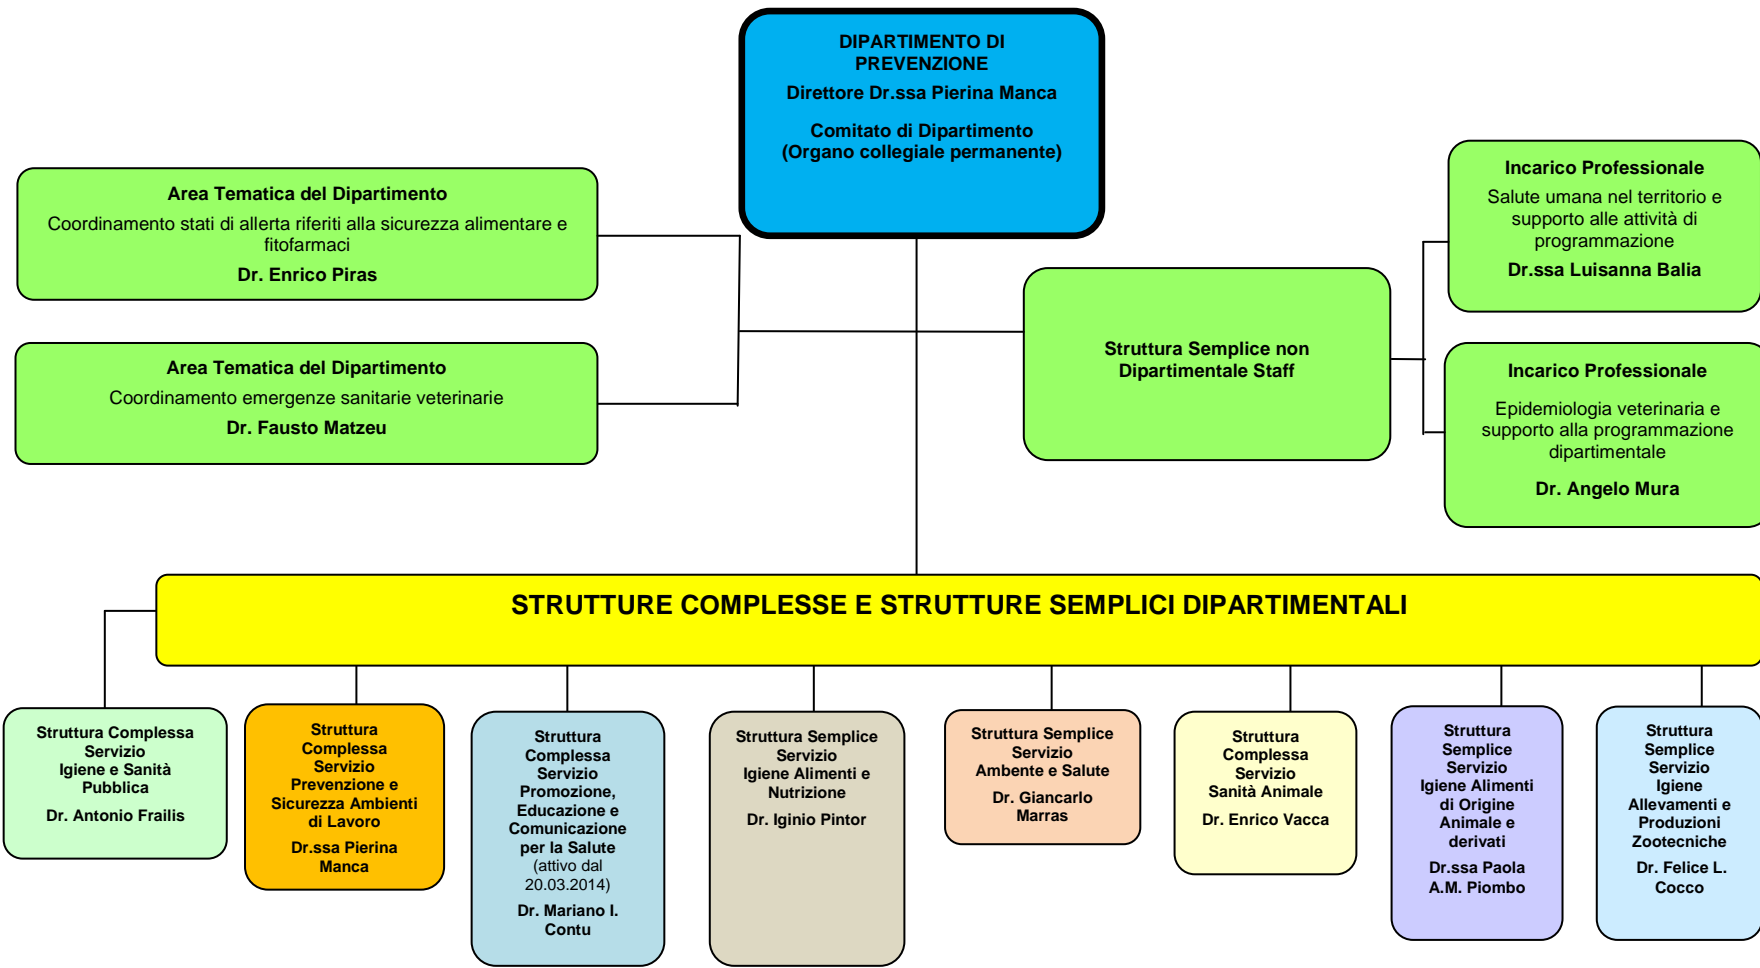 DIPARTIMENTO DI
PREVENZIONE
Direttore Dr.ssa Pierina Manca
Comitato di Dipartimento
(Organo collegiale permanente)
Area Tematica del Dipartimento
Coordinamento stati di allerta riferiti alla sicurezza alimentare e
fitofarmaci
Dr. Enrico Piras
Area Tematica del Dipartimento
Coordinamento emergenze sanitarie veterinarie
Dr. Fausto Matzeu
Struttura Semplice non
Dipartimentale Staff
Incarico Professionale
Salute umana nel territorio e
supporto alle attività di
programmazione
Dr.ssa Luisanna Balia
Incarico Professionale
Epidemiologia veterinaria e
supporto alla programmazione
dipartimentale
Dr. Angelo Mura
STRUTTURE COMPLESSE E STRUTTURE SEMPLICI DIPARTIMENTALI
Struttura Complessa
Servizio
Igiene e Sanità
Pubblica
Dr. Antonio Frailis
Struttura
Complessa
Servizio
Prevenzione e
Sicurezza Ambienti
di Lavoro
Dr.ssa Pierina
Manca
Struttura
Complessa
Servizio
Promozione,
Educazione e
Comunicazione
per la Salute
(attivo dal
20.03.2014)
Dr. Mariano I.
Contu
Struttura Semplice
Servizio
Igiene Alimenti e
Nutrizione
Dr. Iginio Pintor
Struttura Semplice
Servizio
Ambente e Salute
Dr. Giancarlo
Marras
Struttura
Complessa
Servizio
Sanità Animale
Dr. Enrico Vacca
Struttura
Semplice
Servizio
Igiene Alimenti
di Origine
Animale e
derivati
Dr.ssa Paola
A.M. Piombo
Struttura
Semplice
Servizio
Igiene
Allevamenti e
Produzioni
Zootecniche
Dr. Felice L.
Cocco